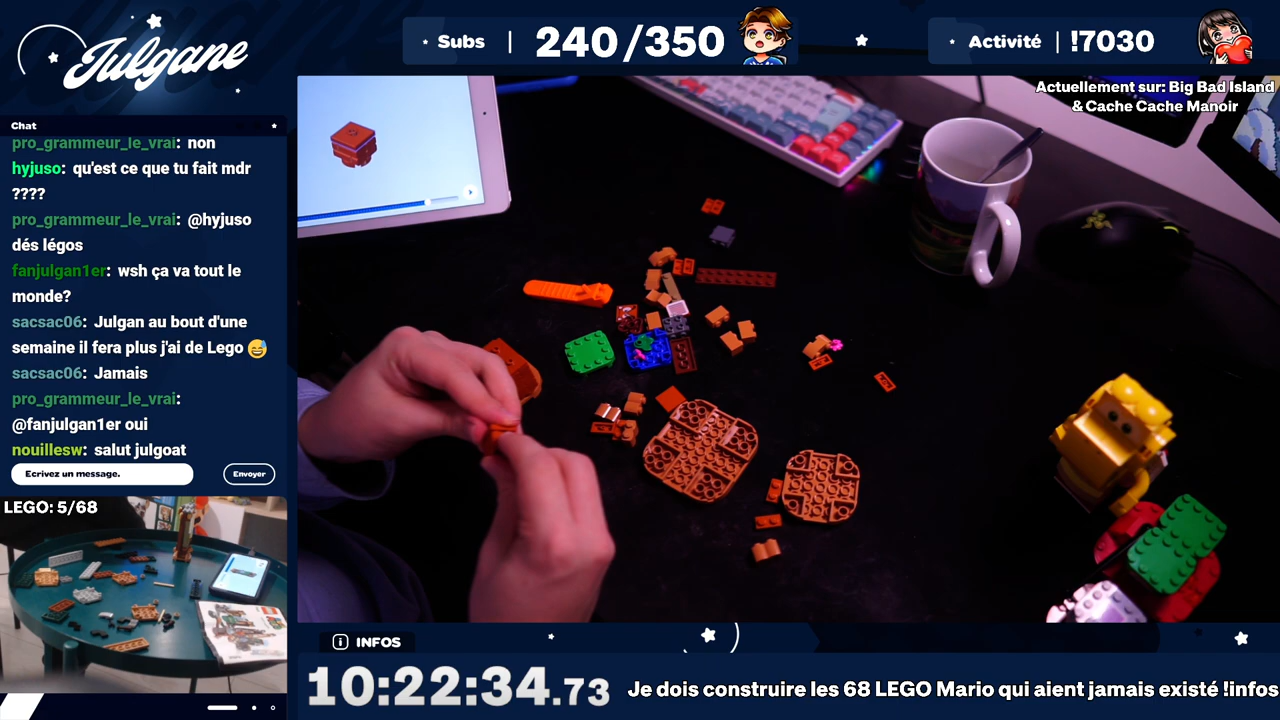 Julgane
Subs | 240/350
Activité | !7030
Actuellement sur: Big Bad Island
& Cache Cache Manoir
Chat
pro_grammeur_le_vrai: non
hyjuso: qu'est ce que tu fait mdr
????
pro_grammeur_le_vrai: @hyjuso
dés légos
fanjulgan1er: wsh ça va tout le
monde?
sacsac06: Julgan au bout d'une
semaine il fera plus j'ai de Lego 😅
sacsac06: Jamais
pro_grammeur_le_vrai:
@fanjulgan1er oui
nouillesw: salut julgoat
Ecrivez un message.
Envoyer
LEGO: 5/68
INFOS
10:22:34.73
Je dois construire les 68 LEGO Mario qui aient jamais existé !infos